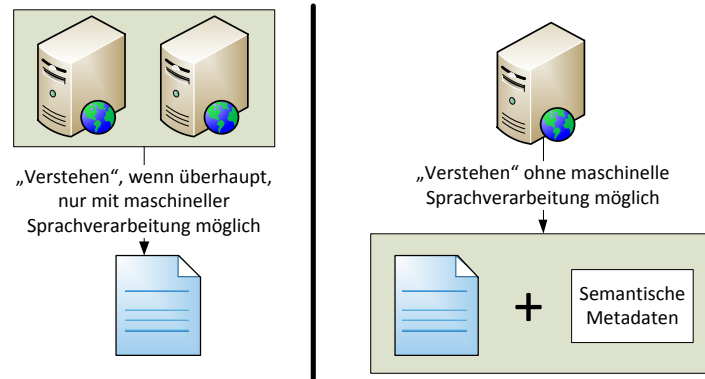 „Verstehen“, wenn überhaupt,
nur mit maschineller
Sprachverarbeitung möglich
„Verstehen“ ohne maschinelle
Sprachverarbeitung möglich
+
Semantische
Metadaten